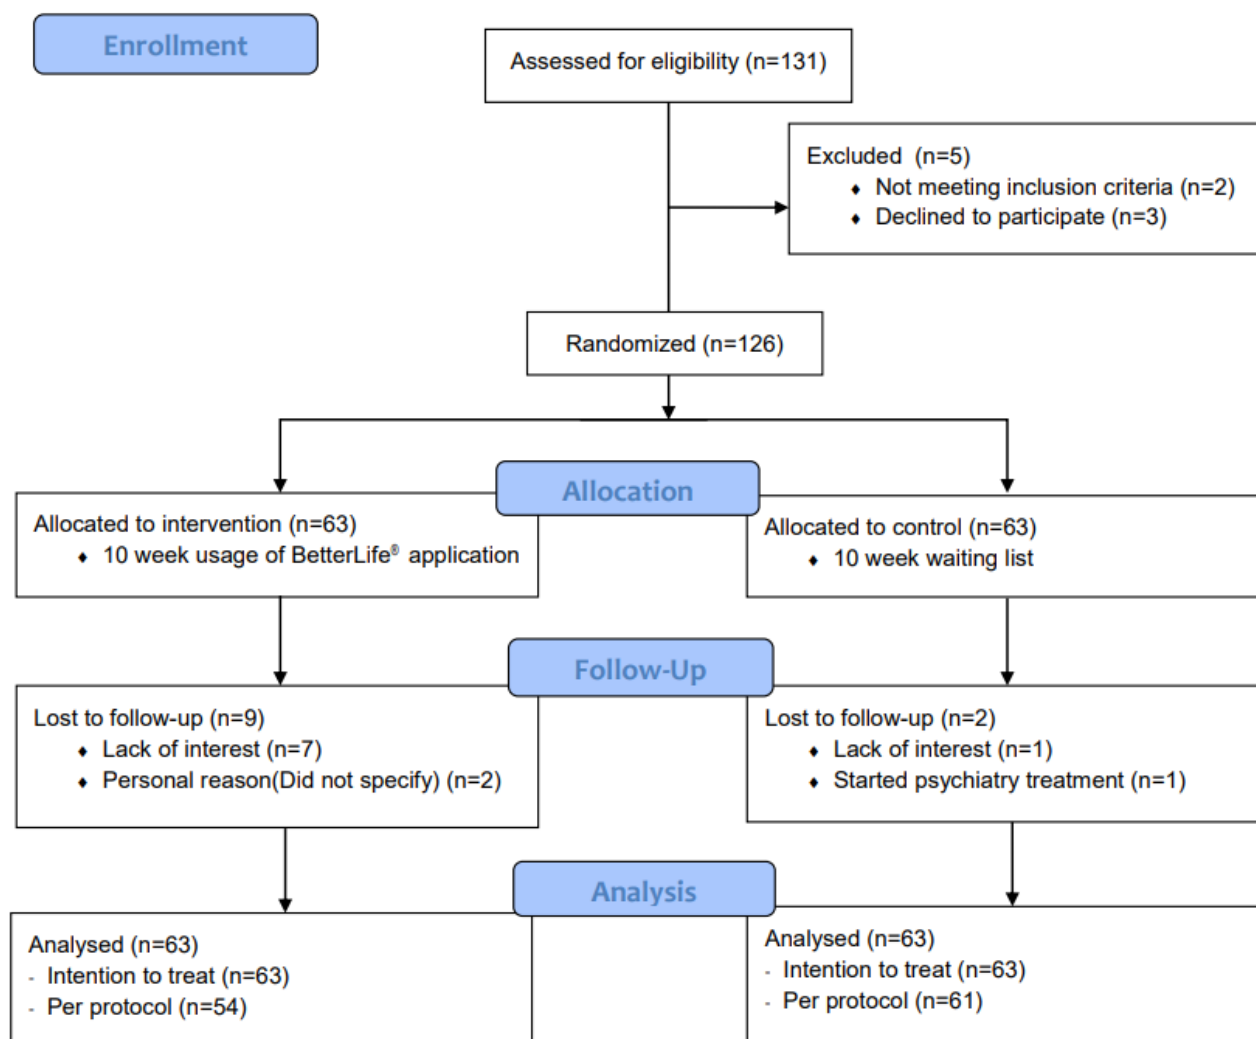 Enrollment
Assessed for eligibility (n=131)
Excluded (n=5)
♦ Not meeting inclusion criteria (n=2)
♦ Declined to participate (n=3)
Randomized (n=126)
Allocation
Allocated to intervention (n=63)
♦ 10 week usage of BetterLife® application
Allocated to control (n=63)
♦ 10 week waiting list
Follow-Up
Lost to follow-up (n=9)
♦ Lack of interest (n=7)
♦ Personal reason(Did not specify) (n=2)
Lost to follow-up (n=2)
♦ Lack of interest (n=1)
♦ Started psychiatry treatment (n=1)
Analysis
Analysed (n=63)
- Intention to treat (n=63)
- Per protocol (n=54)
Analysed (n=63)
- Intention to treat (n=63)
- Per protocol (n=61)